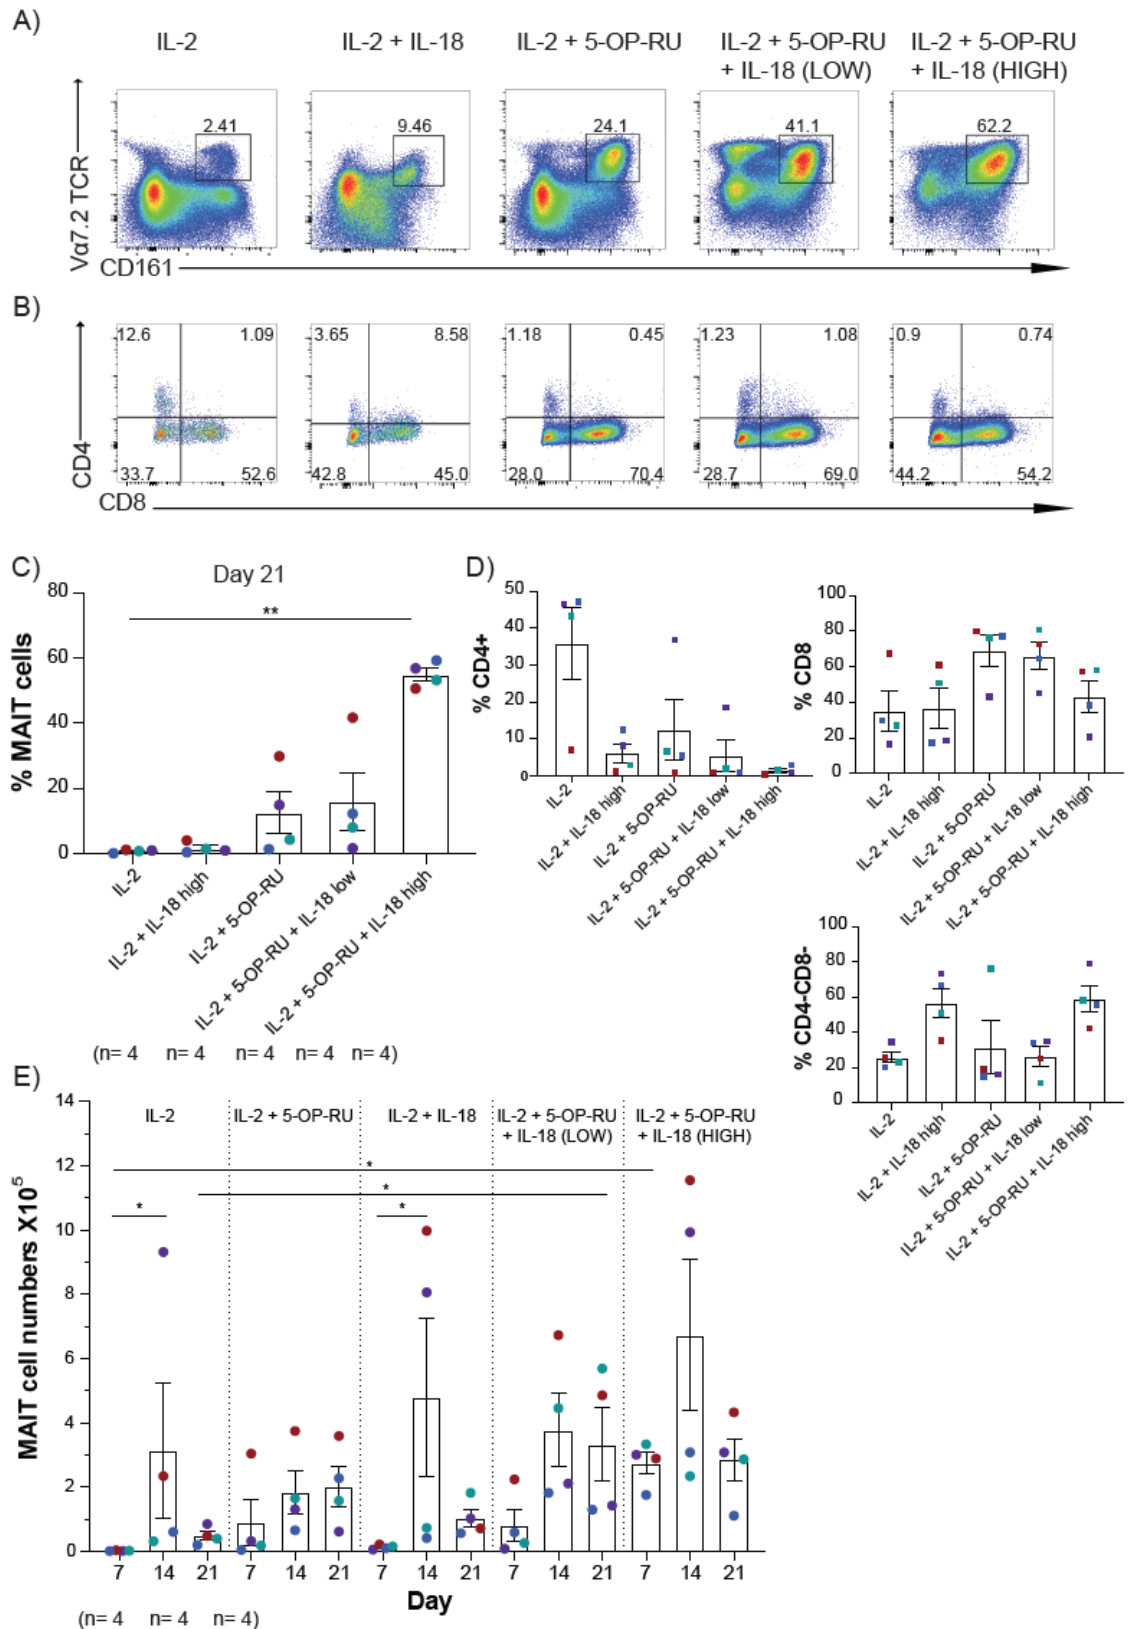 A)
IL-2
IL-2 + IL-18
IL-2 + 5-OP-RU
IL-2 + 5-OP-RU
+ IL-18 (LOW)
IL-2 + 5-OP-RU
+ IL-18 (HIGH)
Vα7.2 TCR
2.41
9.46
24.1
41.1
62.2
CD161
B)
CD4
12.6
1.09
3.65
8.58
1.18
0.45
1.23
1.08
0.9
0.74
33.7
52.6
42.8
45.0
28.0
70.4
28.7
69.0
44.2
54.2
CD8
C)
Day 21
% MAIT cells
80
60
40
20
0
**
IL-2
IL-2 + IL-18 high
IL-2 + 5-OP-RU
IL-2 + 5-OP-RU + IL-18 low
IL-2 + 5-OP-RU + IL-18 high
(n= 4 n= 4 n= 4 n= 4 n= 4)
D)
% CD4+
50
40
30
20
10
0
IL-2
IL-2 + IL-18 high
IL-2 + 5-OP-RU
IL-2 + 5-OP-RU + IL-18 low
IL-2 + 5-OP-RU + IL-18 high
% CD8
100
80
60
40
20
0
IL-2
IL-2 + IL-18 high
IL-2 + 5-OP-RU
IL-2 + 5-OP-RU + IL-18 low
IL-2 + 5-OP-RU + IL-18 high
% CD4-CD8-
100
80
60
40
20
0
IL-2
IL-2 + IL-18 high
IL-2 + 5-OP-RU
IL-2 + 5-OP-RU + IL-18 low
IL-2 + 5-OP-RU + IL-18 high
E)
MAIT cell numbers X10⁵
14
12
10
8
6
4
2
0
IL-2
IL-2 + 5-OP-RU
IL-2 + IL-18
IL-2 + 5-OP-RU
+ IL-18 (LOW)
IL-2 + 5-OP-RU
+ IL-18 (HIGH)
*
*
*
*
7 14 21 7 14 21 7 14 21 7 14 21 7 14 21
Day
(n= 4 n= 4 n= 4)